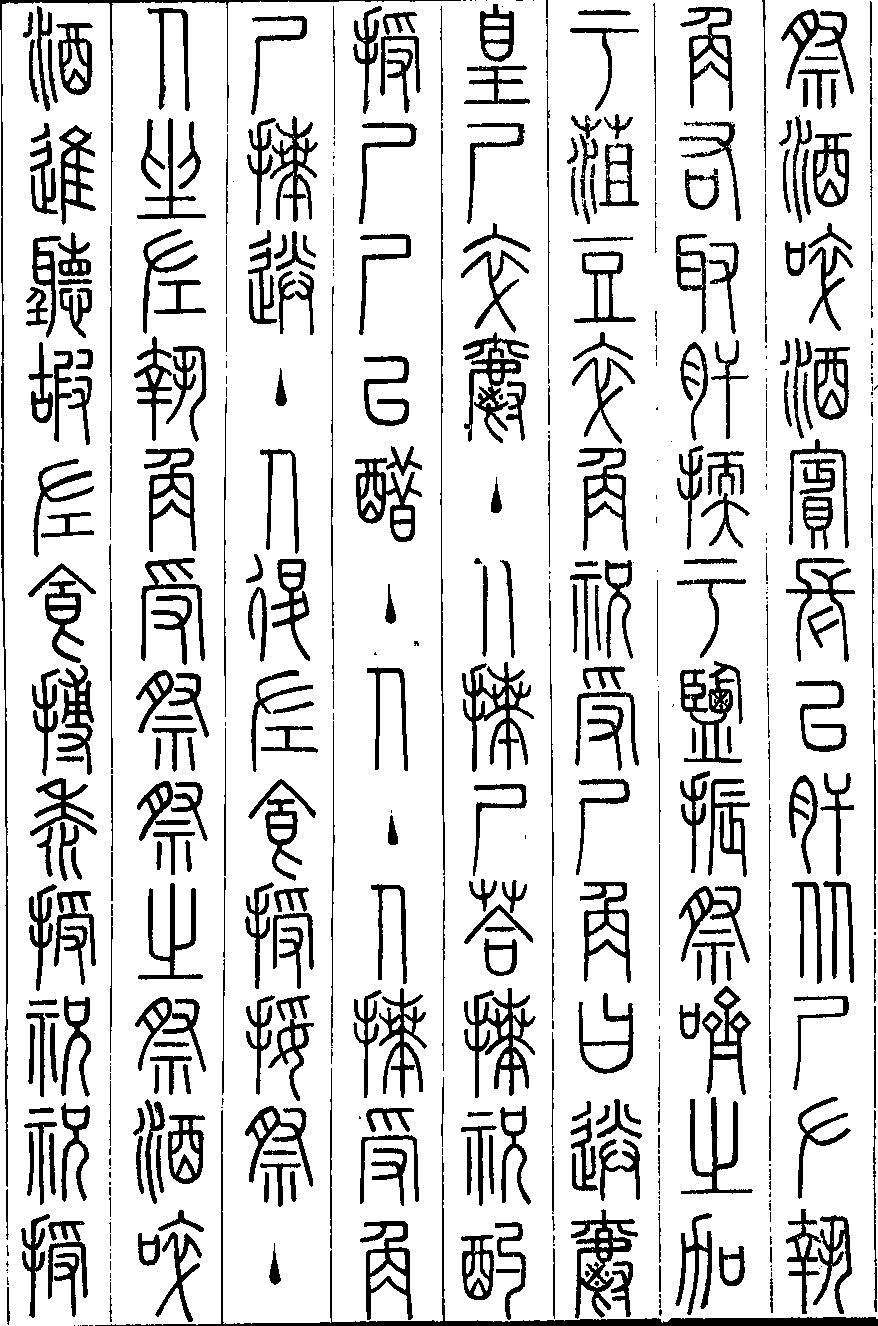 祭酒啐酒賓長㠯肝从尸左執
角右取肝擩于鹽振祭嚌之加
于菹豆卒角祝受尸角曰送爵
皇尸卒爵主人拜尸答拜祝酌
授尸尸㠯醋主人主人拜受角
尸拜送主人退佐食授挼祭主
人坐左執角受祭祭之祭酒啐
酒進聽嘏佐食摶黍授祝祝授